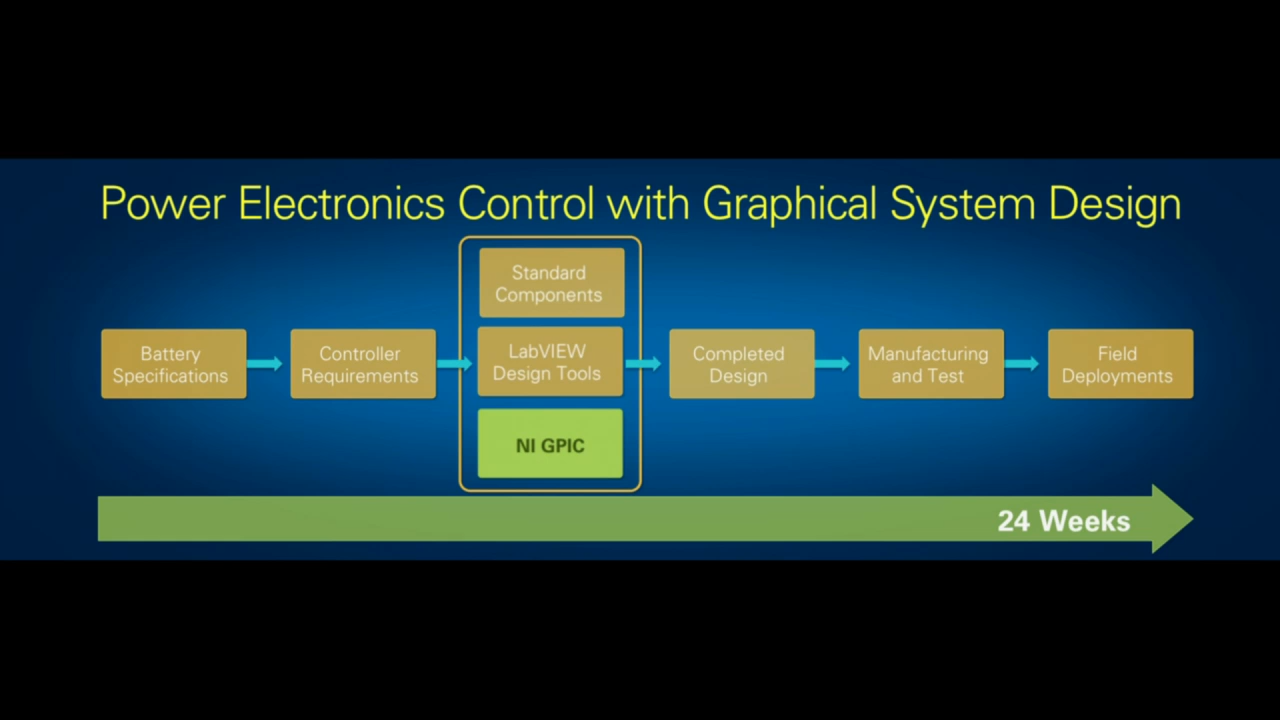 Power Electronics Control with Graphical System Design
Standard
Components
Battery
Specifications
Controller
Requirements
LabVIEW
Design Tools
Completed
Design
Manufacturing
and Test
Field
Deployments
NI GPIC
24 Weeks